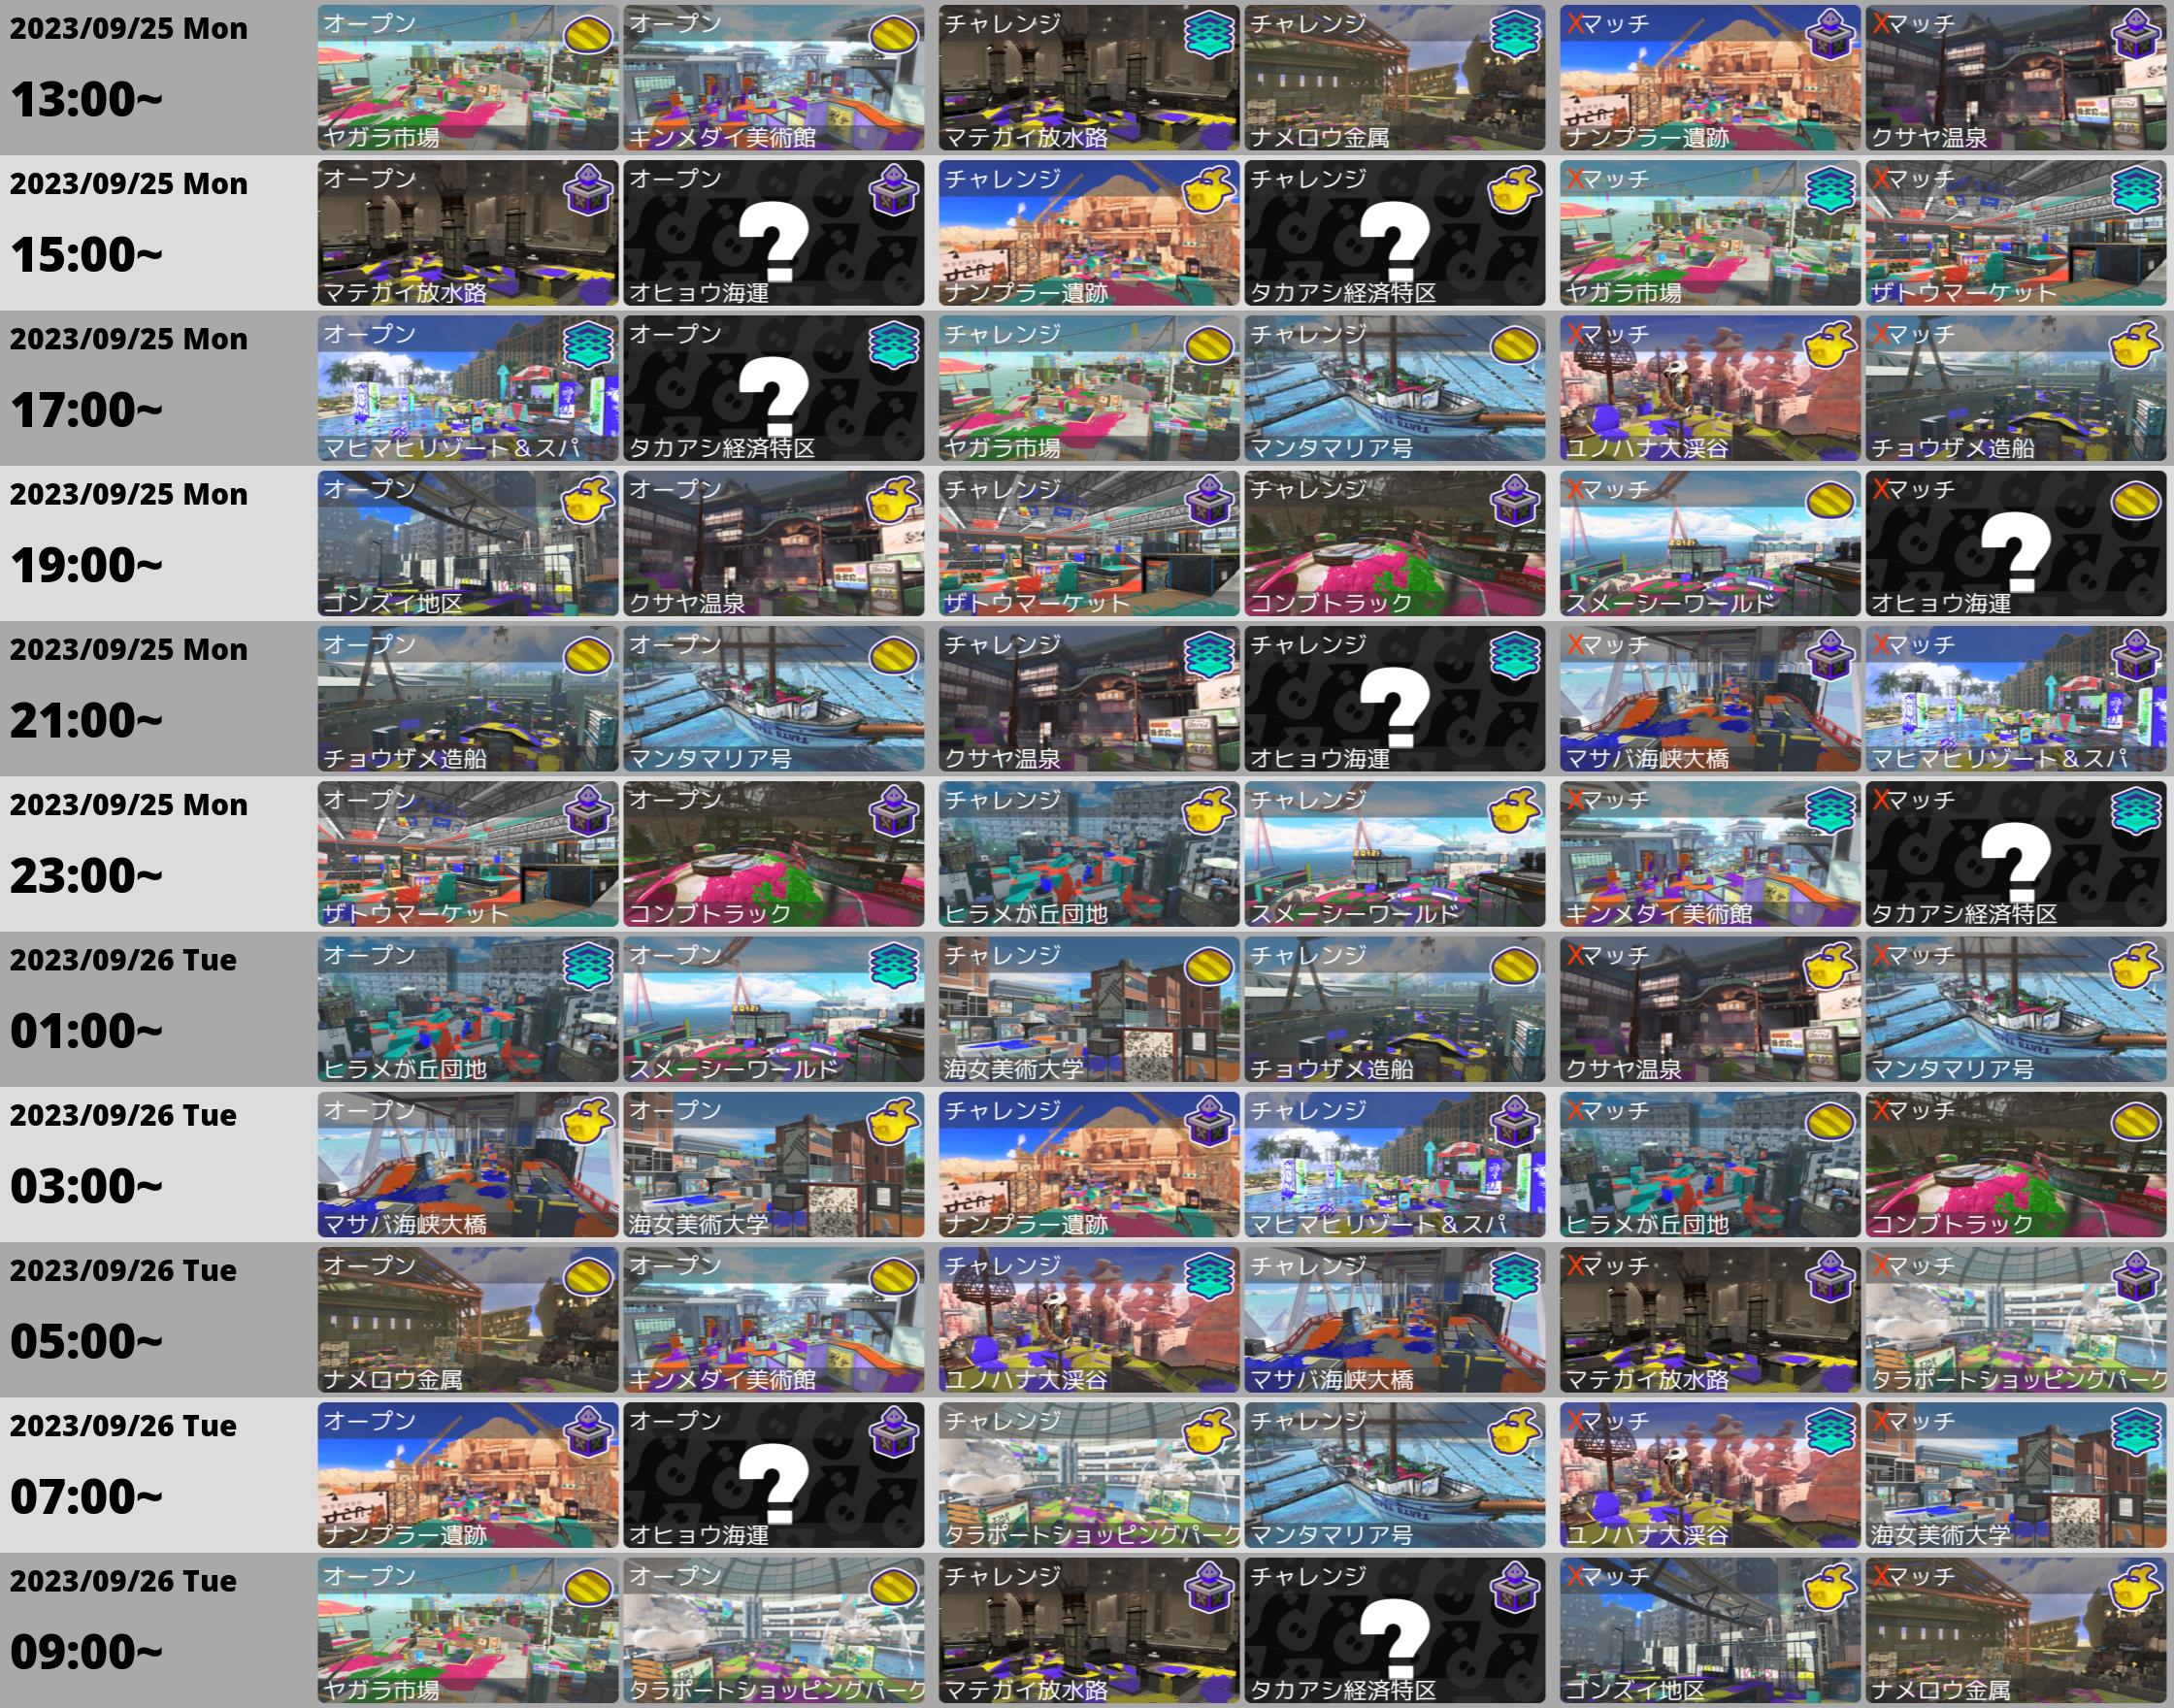 2023/09/25 Mon
13:00~
オープン オープン チャレンジ チャレンジ Xマッチ Xマッチ
ヤガラ市場 キンメダイ美術館 マテガイ放水路 ナメロウ金属 ナンプラー遺跡 クサヤ温泉
2023/09/25 Mon
15:00~
オープン オープン チャレンジ チャレンジ Xマッチ Xマッチ
? ?
マテガイ放水路 オヒョウ海運 ナンプラー遺跡 タカアシ経済特区 ヤガラ市場 ザトウマーケット
2023/09/25 Mon
17:00~
オープン オープン チャレンジ チャレンジ Xマッチ Xマッチ
?
マヒマヒリゾート＆スパ タカアシ経済特区 ヤガラ市場 マンタマリア号 ユノハナ大渓谷 チョウザメ造船
2023/09/25 Mon
19:00~
オープン オープン チャレンジ チャレンジ Xマッチ Xマッチ
?
ゴンズイ地区 クサヤ温泉 ザトウマーケット コンブトラック スメーシーワールド オヒョウ海運
2023/09/25 Mon
21:00~
オープン オープン チャレンジ チャレンジ Xマッチ Xマッチ
?
チョウザメ造船 マンタマリア号 クサヤ温泉 オヒョウ海運 マサバ海峡大橋 マヒマヒリゾート＆スパ
2023/09/25 Mon
23:00~
オープン オープン チャレンジ チャレンジ Xマッチ Xマッチ
?
ザトウマーケット コンブトラック ヒラメが丘団地 スメーシーワールド キンメダイ美術館 タカアシ経済特区
2023/09/26 Tue
01:00~
オープン オープン チャレンジ チャレンジ Xマッチ Xマッチ
ヒラメが丘団地 スメーシーワールド 海女美術大学 チョウザメ造船 クサヤ温泉 マンタマリア号
2023/09/26 Tue
03:00~
オープン オープン チャレンジ チャレンジ Xマッチ Xマッチ
マサバ海峡大橋 海女美術大学 ナンプラー遺跡 マヒマヒリゾート＆スパ ヒラメが丘団地 コンブトラック
2023/09/26 Tue
05:00~
オープン オープン チャレンジ チャレンジ Xマッチ Xマッチ
ナメロウ金属 キンメダイ美術館 ユノハナ大渓谷 マサバ海峡大橋 マテガイ放水路 タラポートショッピングパーク
2023/09/26 Tue
07:00~
オープン オープン チャレンジ チャレンジ Xマッチ Xマッチ
?
ナンプラー遺跡 オヒョウ海運 タラポートショッピングパーク マンタマリア号 ユノハナ大渓谷 海女美術大学
2023/09/26 Tue
09:00~
オープン オープン チャレンジ チャレンジ Xマッチ Xマッチ
?
ヤガラ市場 タラポートショッピングパーク マテガイ放水路 タカアシ経済特区 ゴンズイ地区 ナメロウ金属